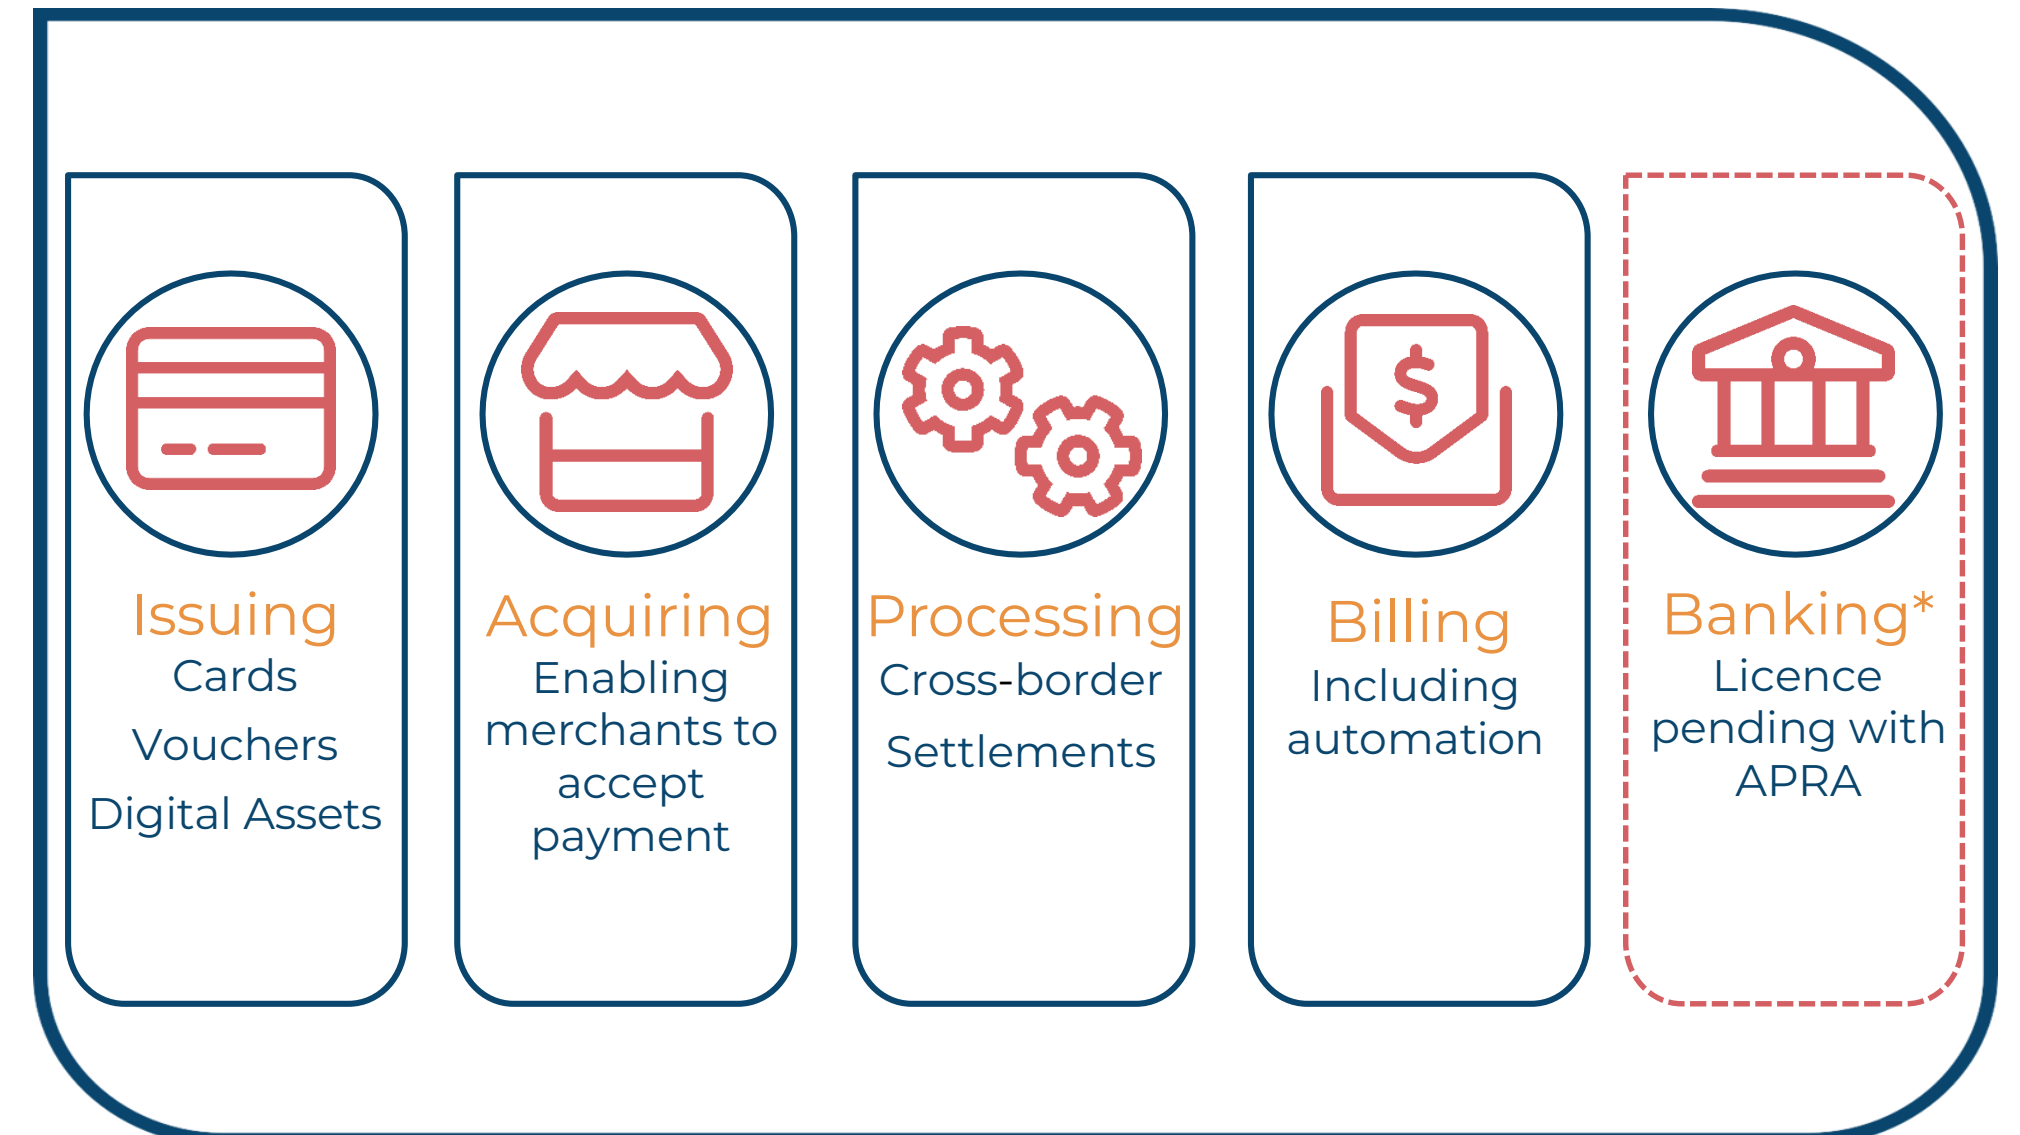 Issuing
Cards
Vouchers
Digital Assets
Acquiring
Enabling
merchants to
accept
payment
Processing
Cross-border
Settlements
$
Billing
Including
automation
Banking*
Licence
pending with
APRA